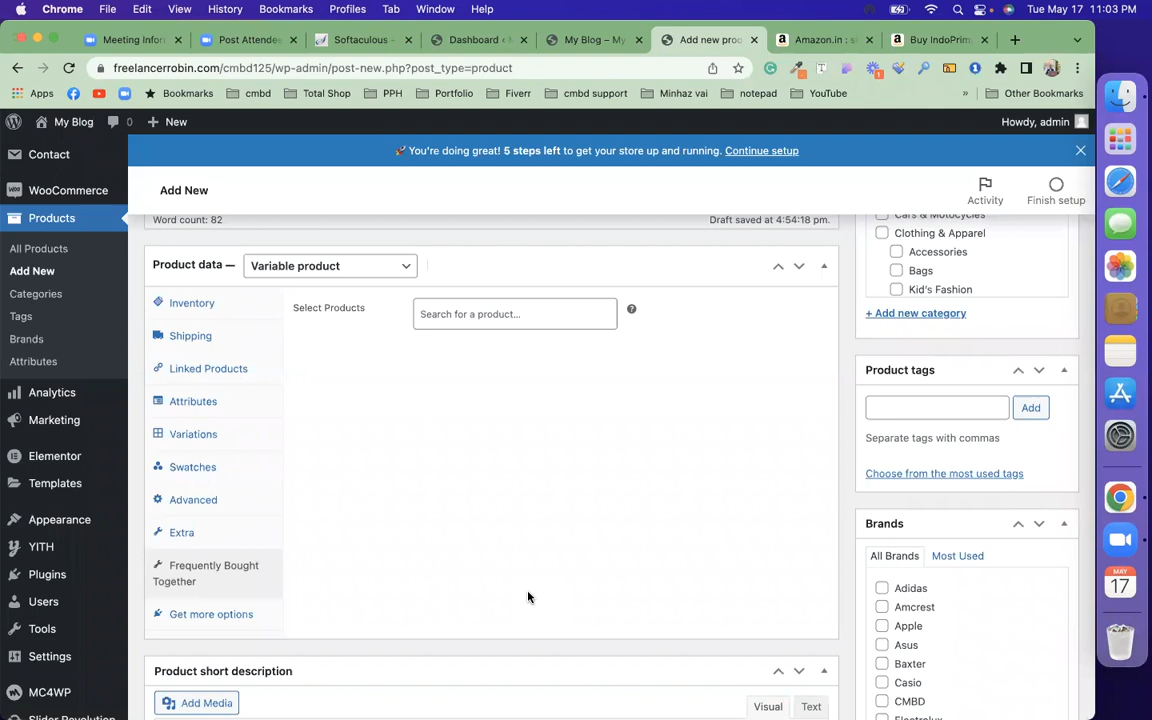 Chrome File Edit View History Bookmarks Profiles Tab Window Help Tue May 17 11:03 PM
Meeting Infor Post Attendee Softaculous - Dashboard ‹ M My Blog – My Add new prod Amazon.in : s Buy IndoPrim
freelancerrobin.com/cmbd125/wp-admin/post-new.php?post_type=product
Apps Bookmarks cmbd Total Shop PPH Portfolio Fiverr cmbd support Minhaz vai notepad YouTube » Other Bookmarks
My Blog 0 New Howdy, admin
Contact
WooCommerce
Products
All Products
Add New
Categories
Tags
Brands
Attributes
Analytics
Marketing
Elementor
Templates
Appearance
YITH
Plugins
Users
Tools
Settings
MC4WP
Slider Revolution
You're doing great! 5 steps left to get your store up and running. Continue setup
Add New
Activity
Finish setup
Word count: 82 Draft saved at 4:54:18 pm.
Product data — Variable product
Inventory
Shipping
Linked Products
Attributes
Variations
Swatches
Advanced
Extra
Frequently Bought
Together
Get more options
Select Products Search for a product...
Product short description
Add Media Visual Text
Cars & Motocycles
Clothing & Apparel
Accessories
Bags
Kid's Fashion
+ Add new category
Product tags
Add
Separate tags with commas
Choose from the most used tags
Brands
All Brands Most Used
Adidas
Amcrest
Apple
Asus
Baxter
Casio
CMBD
Electrolux
MAY
17